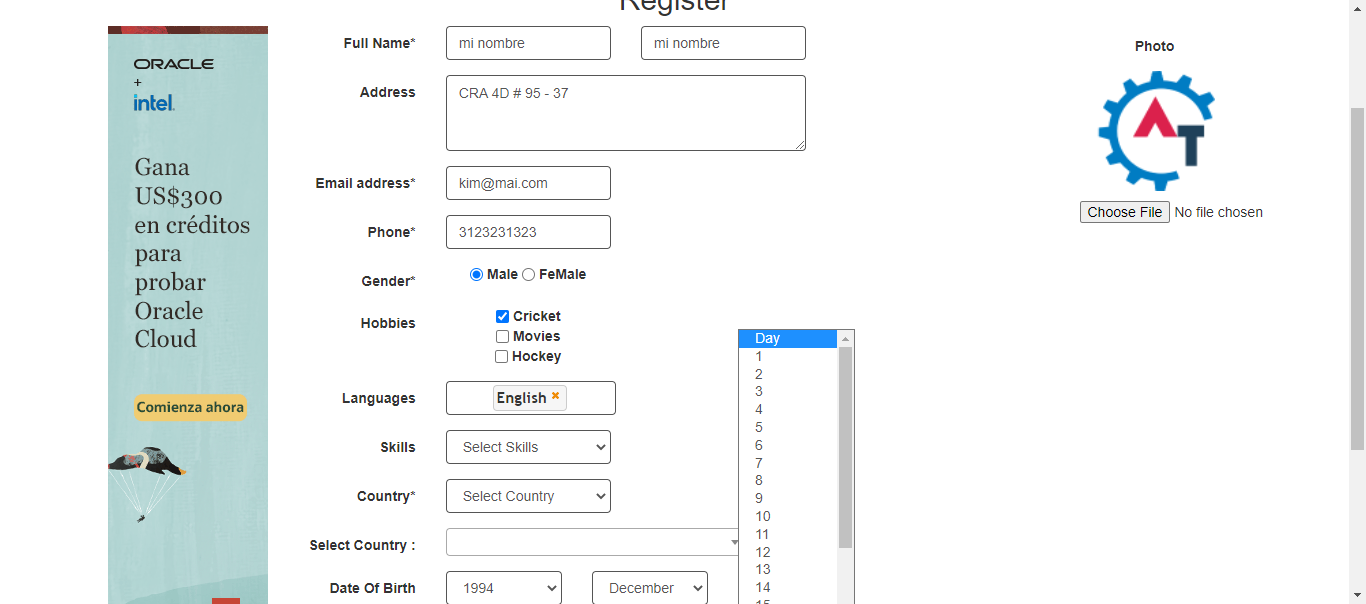 Register
ORACLE
+
intel.
Gana
US$300
en créditos
para
probar
Oracle
Cloud
Comienza ahora
Full Name*
mi nombre
mi nombre
Address
CRA 4D # 95 - 37
Email address*
kim@mai.com
Phone*
3123231323
Gender*
Male
FeMale
Hobbies
Cricket
Movies
Hockey
Languages
English ×
Skills
Select Skills
Country*
Select Country
Select Country :
Date Of Birth
1994
December
Day
1
2
3
4
5
6
7
8
9
10
11
12
13
14
15
Photo
AT
Choose File No file chosen